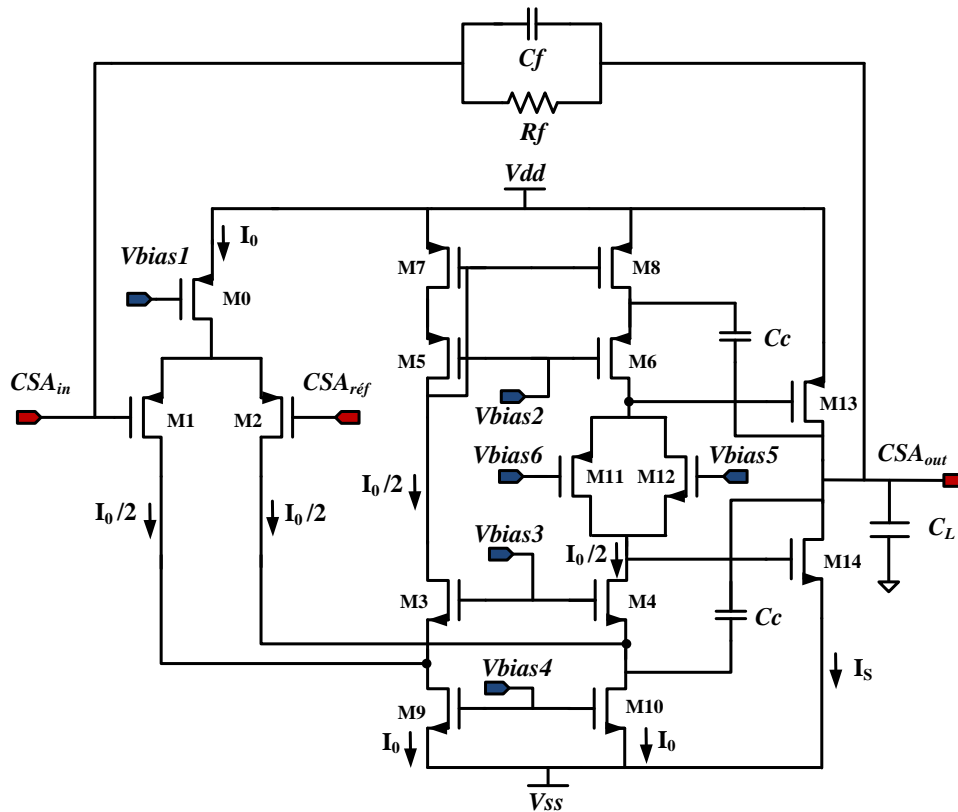 Cf
Rf
Vdd
I₀
Vbias1
M0
M7
M8
M5
M6
Cc
CSAin
CSAréf
M1
M2
Vbias2
M13
Vbias6
M11
M12
Vbias5
CSAout
I₀/2
I₀/2
I₀/2
Vbias3
I₀/2
M14
CL
M3
M4
Cc
Vbias4
IS
M9
M10
I₀
I₀
Vss